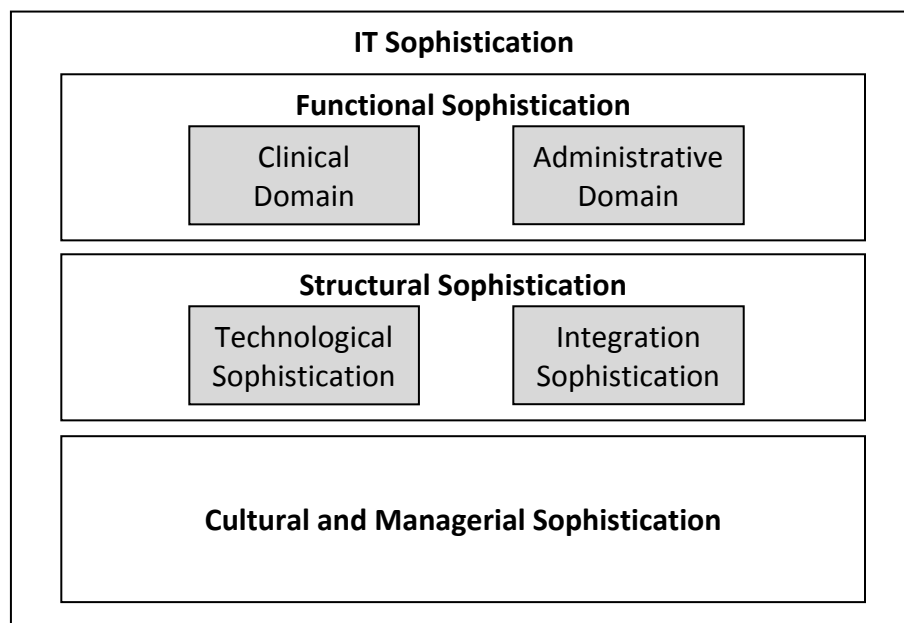 IT Sophistication
Functional Sophistication
Clinical
Domain
Administrative
Domain
Structural Sophistication
Technological
Sophistication
Integration
Sophistication
Cultural and Managerial Sophistication